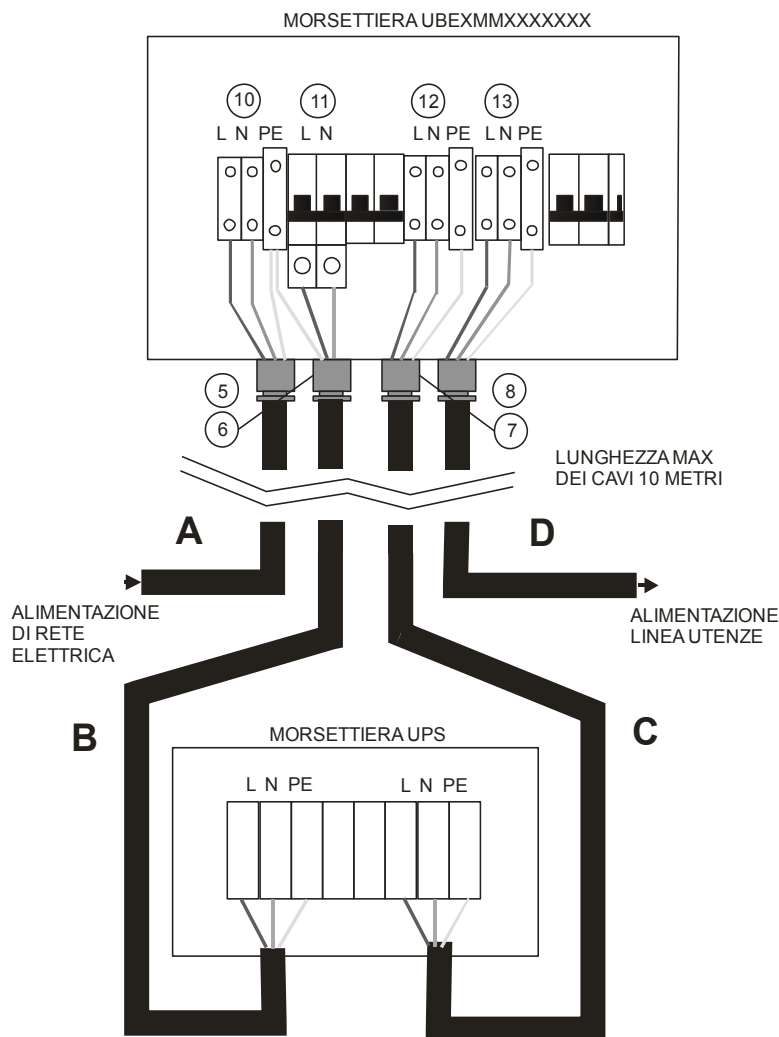 MORSETTIERA UBEXMMXXXXXXX
10 11 12 13
L N PE L N L N PE L N PE
5 8
6 7
LUNGHEZZA MAX
DEI CAVI 10 METRI
A D
ALIMENTAZIONE
DI RETE
ELETTRICA
ALIMENTAZIONE
LINEA UTENZE
B C
MORSETTIERA UPS
L N PE L N PE